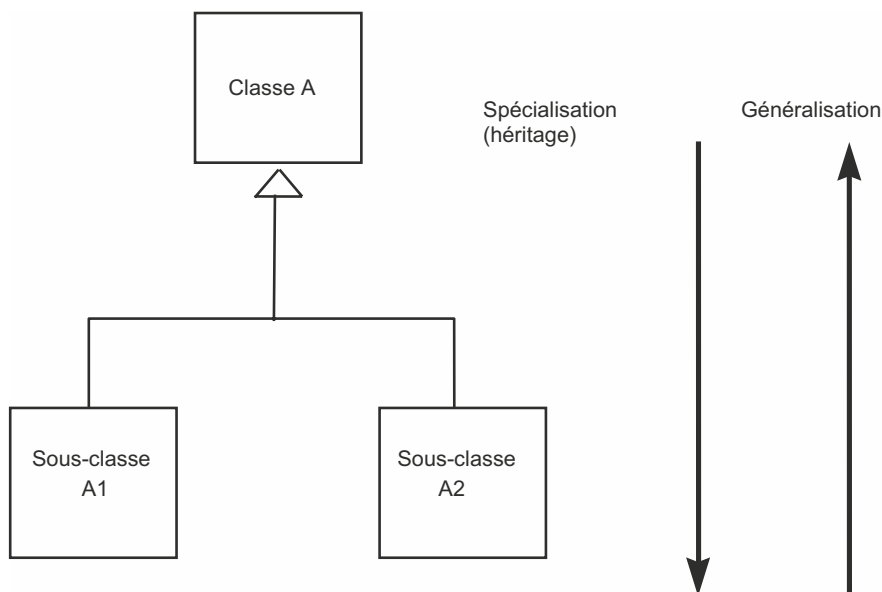 Classe A
Spécialisation
(héritage)
Généralisation
Sous-classe
A1
Sous-classe
A2